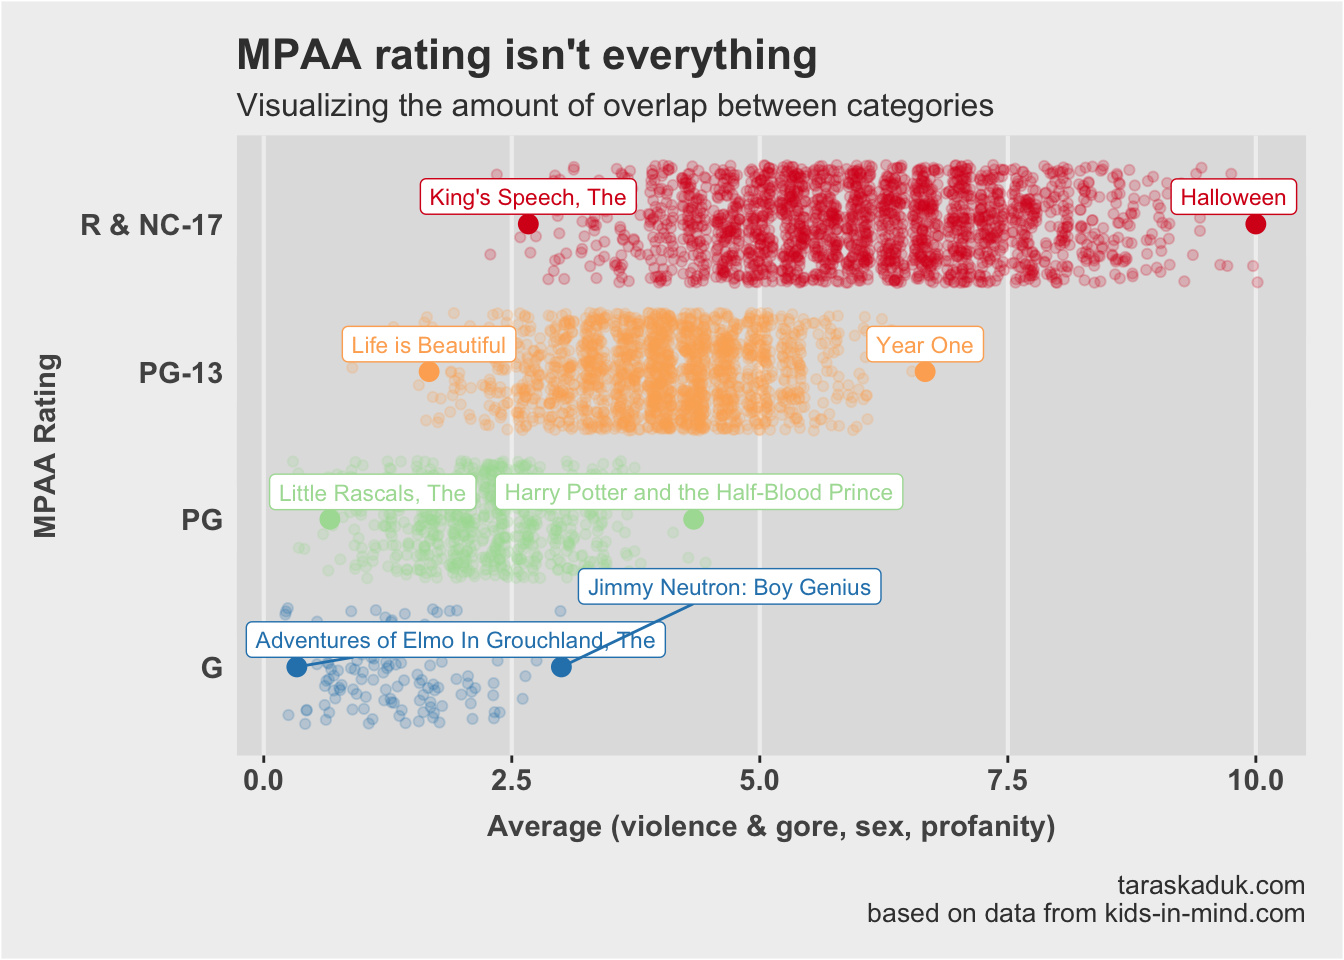 MPAA rating isn't everything
Visualizing the amount of overlap between categories
King's Speech, The
Halloween
R & NC-17
Life is Beautiful
Year One
PG-13
MPAA Rating
Little Rascals, The
Harry Potter and the Half-Blood Prince
PG
Jimmy Neutron: Boy Genius
Adventures of Elmo In Grouchland, The
G
0.0 2.5 5.0 7.5 10.0
Average (violence & gore, sex, profanity)
taraskaduk.com
based on data from kids-in-mind.com